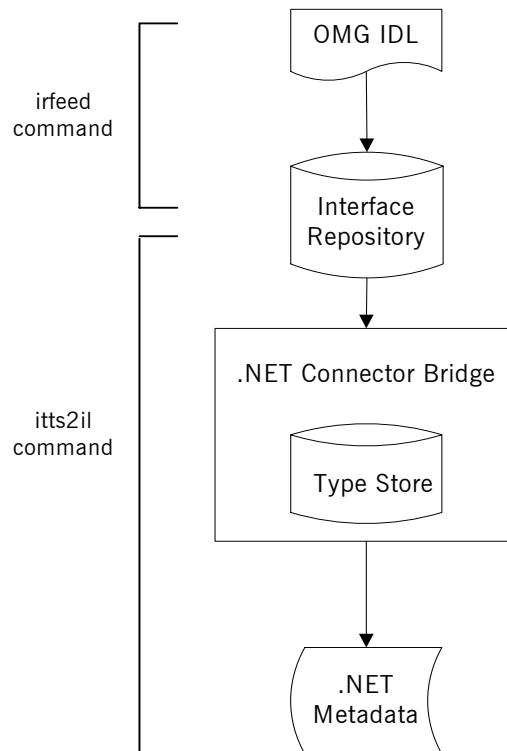 OMG IDL
irfeed
command
Interface
Repository
.NET Connector Bridge
itts2il
command
Type Store
.NET
Metadata